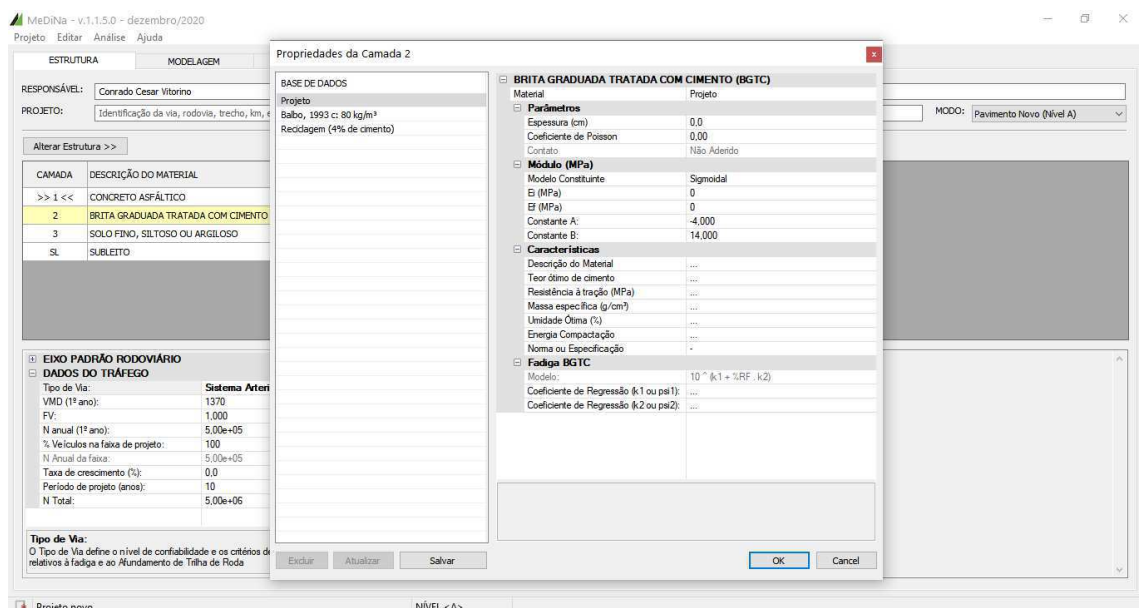 MeDiNa - v.1.1.5.0 - dezembro/2020
Projeto Editar Análise Ajuda
ESTRUTURA MODELAGEM
RESPONSÁVEL: Conrado Cesar Vitorino
PROJETO: Identificação da via, rodovia, trecho, km, e
MODO: Pavimento Novo (Nível A)
Alterar Estrutura >>
CAMADA DESCRIÇÃO DO MATERIAL
>> 1 << CONCRETO ASFÁLTICO
2 BRITA GRADUADA TRATADA COM CIMENTO
3 SOLO FINO, SILTOSO OU ARGILOSO
SL SUBLEITO
EIXO PADRÃO RODOVIÁRIO
DADOS DO TRÁFEGO
Tipo de Via: Sistema Arteri
VMD (1º ano): 1370
FV: 1,000
N anual (1º ano): 5,00e+05
% Veículos na faixa de projeto: 100
N Anual da faixa: 5,00e+05
Taxa de crescimento (%): 0,0
Período de projeto (anos): 10
N Total: 5,00e+06
Tipo de Via:
O Tipo de Via define o nível de confiabilidade e os critérios de
relativos à fadiga e ao Afundamento de Trilha de Roda
Propriedades da Camada 2
x
BASE DE DADOS
Projeto
Balbo, 1993 c: 80 kg/m³
Reciclagem (4% de cimento)
BRITA GRADUADA TRATADA COM CIMENTO (BGTC)
Material Projeto
Parâmetros
Espessura (cm) 0,0
Coeficiente de Poisson 0,00
Contato Não Aderido
Módulo (MPa)
Modelo Constituinte Sigmoidal
Ei (MPa) 0
Ef (MPa) 0
Constante A: -4,000
Constante B: 14,000
Características
Descrição do Material ...
Teor ótimo de cimento ...
Resistência à tração (MPa) ...
Massa específica (g/cm³) ...
Umidade Ótima (%) ...
Energia Compactação ...
Norma ou Especificação -
Fadiga BGTC
Modelo: 10 ^ (k1 + %RF . k2)
Coeficiente de Regressão (k1 ou psi1): ...
Coeficiente de Regressão (k2 ou psi2): ...
Excluir Atualizar Salvar OK Cancel
Projeto novo NÍVEL <A>